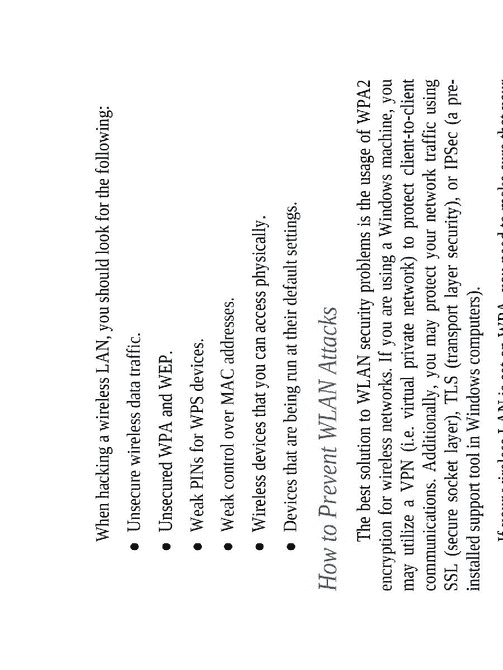 When hacking a wireless LAN, you should look for the following:
● Unsecure wireless data traffic.
● Unsecured WPA and WEP.
● Weak PINs for WPS devices.
● Weak control over MAC addresses.
● Wireless devices that you can access physically.
● Devices that are being run at their default settings.
How to Prevent WLAN Attacks
The best solution to WLAN security problems is the usage of WPA2
encryption for wireless networks. If you are using a Windows machine, you
may utilize a VPN (i.e. virtual private network) to protect client-to-client
communications. Additionally, you may protect your network traffic using
SSL (secure socket layer), TLS (transport layer security), or IPSec (a pre-
installed support tool in Windows computers).